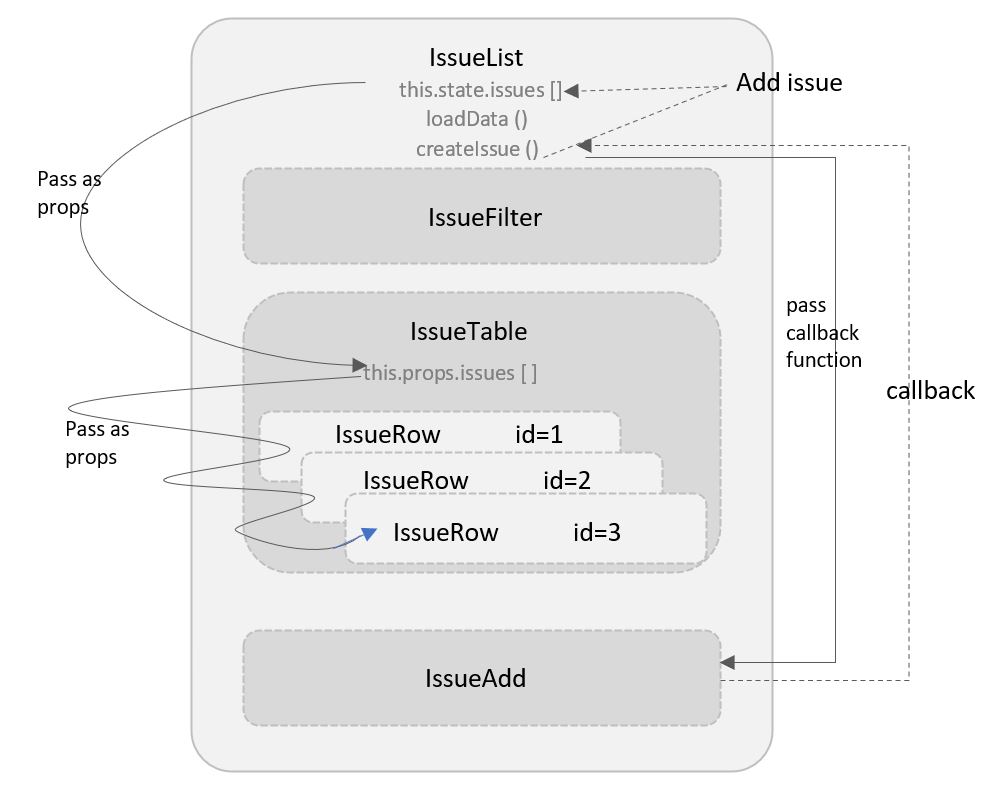 IssueList
this.state.issues []
Add issue
loadData ()
createIssue ()
Pass as
props
IssueFilter
pass
callback
function
IssueTable
this.props.issues [ ]
callback
Pass as
props
IssueRow id=1
IssueRow id=2
IssueRow id=3
IssueAdd